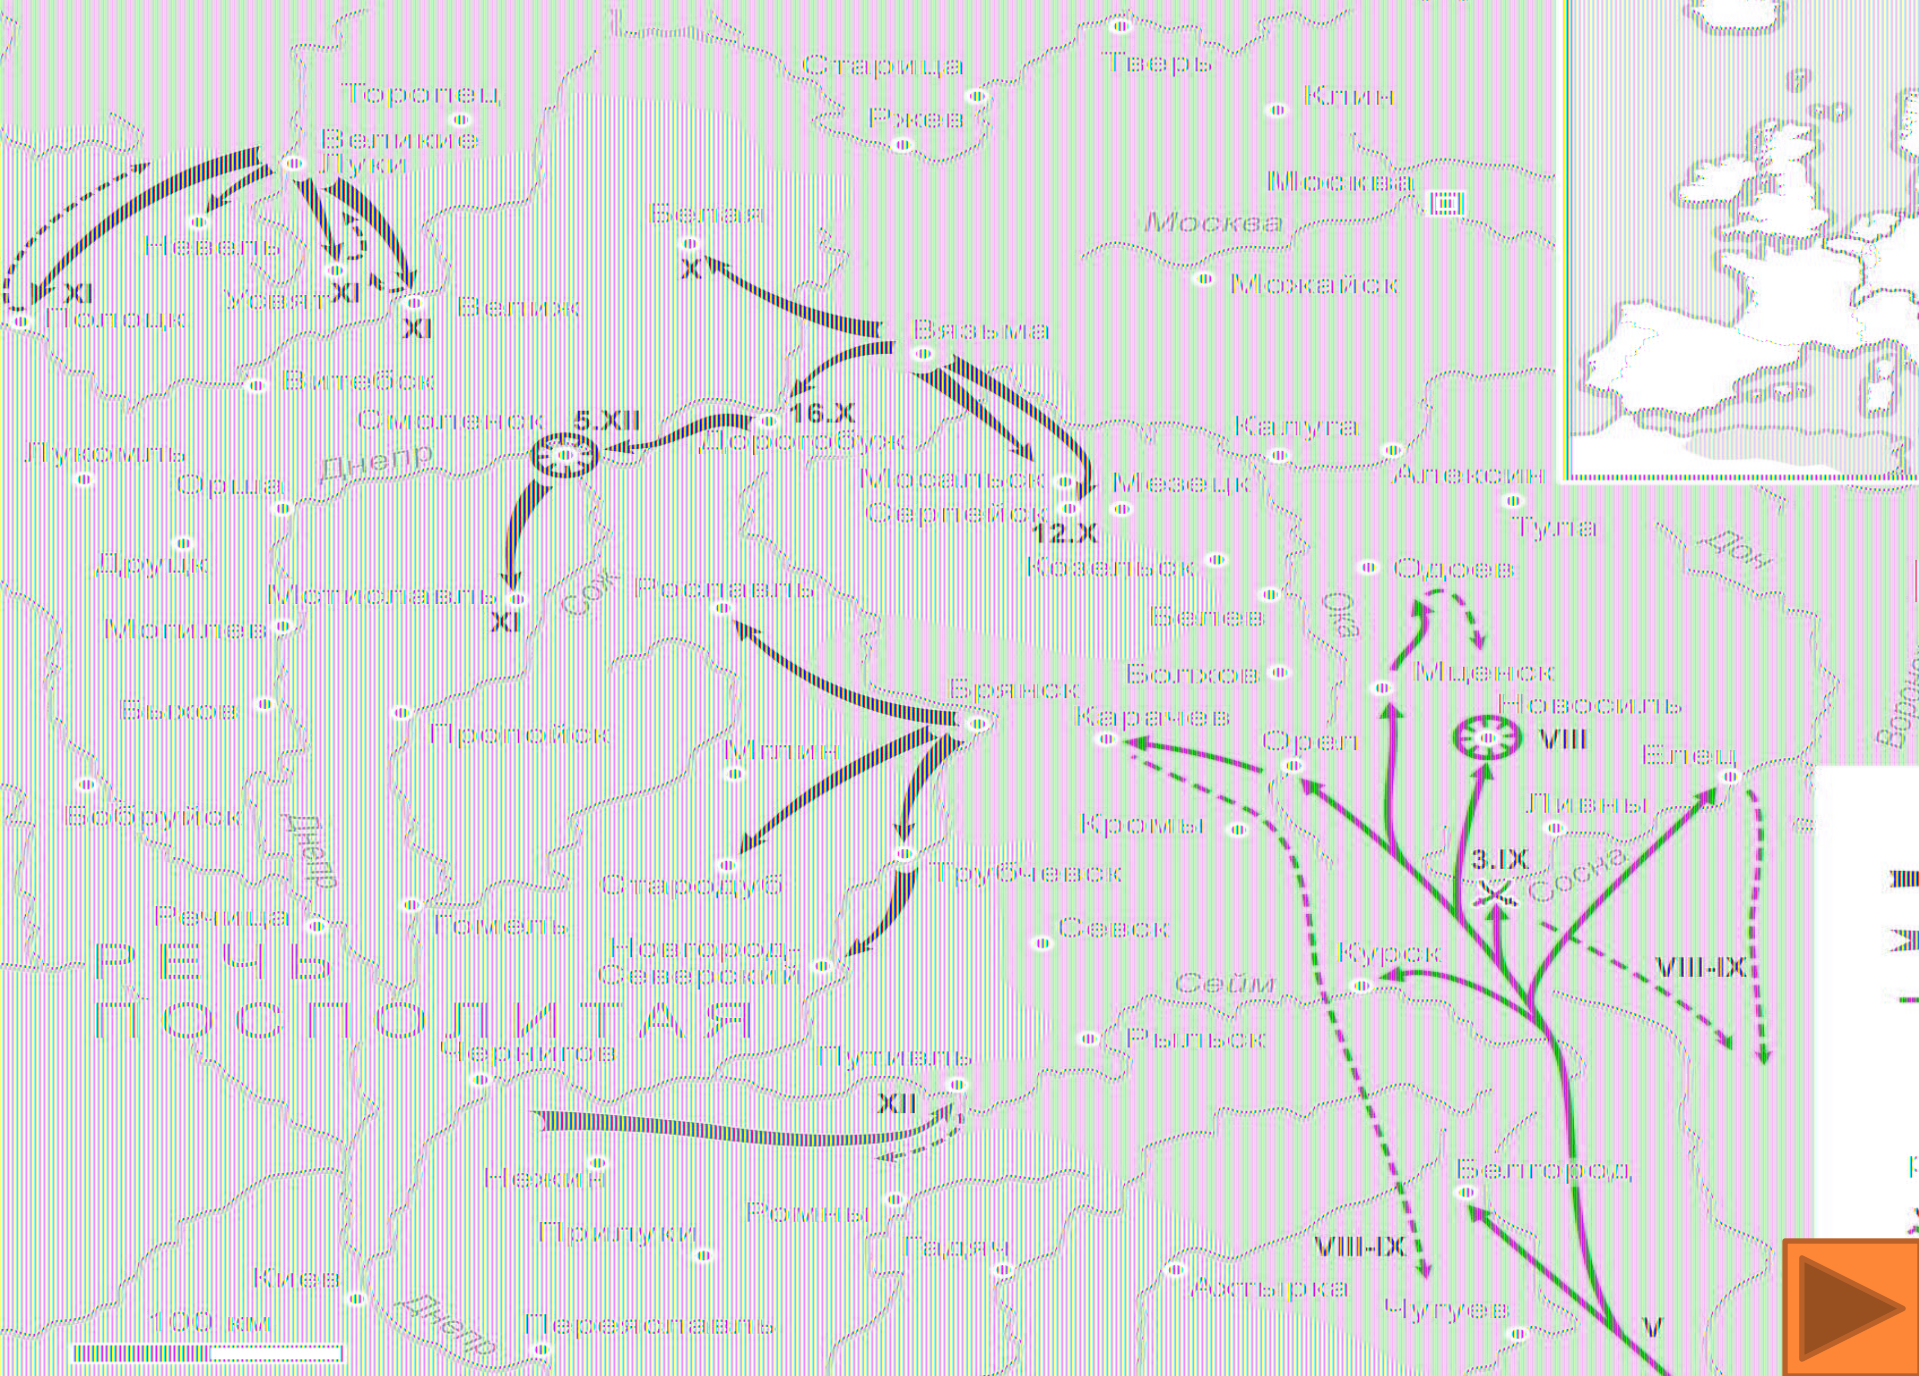 Тверь
Старица
Торопец
Клин
Ржев
Великие
Луки
Москва
Белая
Москва
Невель
X
Можайск
XI
Усвят
XI
Велиж
Полоцк
XI
Вязьма
Витебск
16.X
5.XII
Смоленск
Калуга
Дорогобуж
Лукомль
Днепр
Алексин
Мосальск
Мезецк
Орша
Серпейск
Тула
12.X
Дон
Друцк
Козельск
Одоев
Рославль
Мстиславль
Сож
Ока
Белев
XI
Могилев
Мценск
Болхов
Брянск
Новосиль
Быхов
Карачев
Пропойск
Орел
VIII
Мглин
Елец
Ливны
Бобруйск
Кромы
Днепр
3.IX
Сосна
Трубчевск
Стародуб
Речица
Гомель
Севск
Новгород-
Северский
Курск
РЕЧЬ
VIII-IX
Сейм
ПОСПОЛИТАЯ
Рыльск
Чернигов
Путивль
XII
Белгород
Нежин
Ромны
Прилуки
Гадяч
VIII-IX
Киев
Ахтырка
Чугуев
Днепр
100 км
Переяславль
V